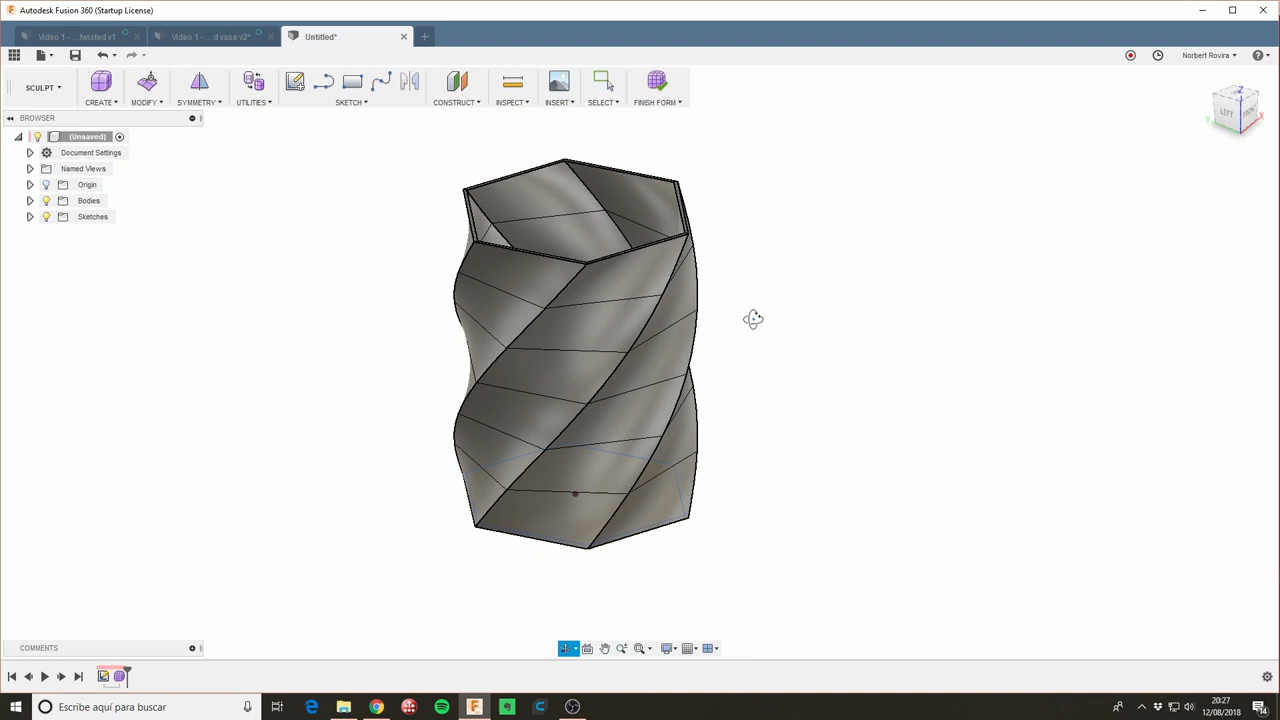 Autodesk Fusion 360 (Startup License)
Video 1 - ...twisted v1
Video 1 - ...d vase v2*
Untitled*
Norbert Rovira
SCULPT
CREATE
MODIFY
SYMMETRY
UTILITIES
SKETCH
CONSTRUCT
INSPECT
INSERT
SELECT
FINISH FORM
BROWSER
(Unsaved)
Document Settings
Named Views
Origin
Bodies
Sketches
Z
LEFT
FRONT
Y
X
COMMENTS
Escribe aquí para buscar
20:27
12/08/2018
14